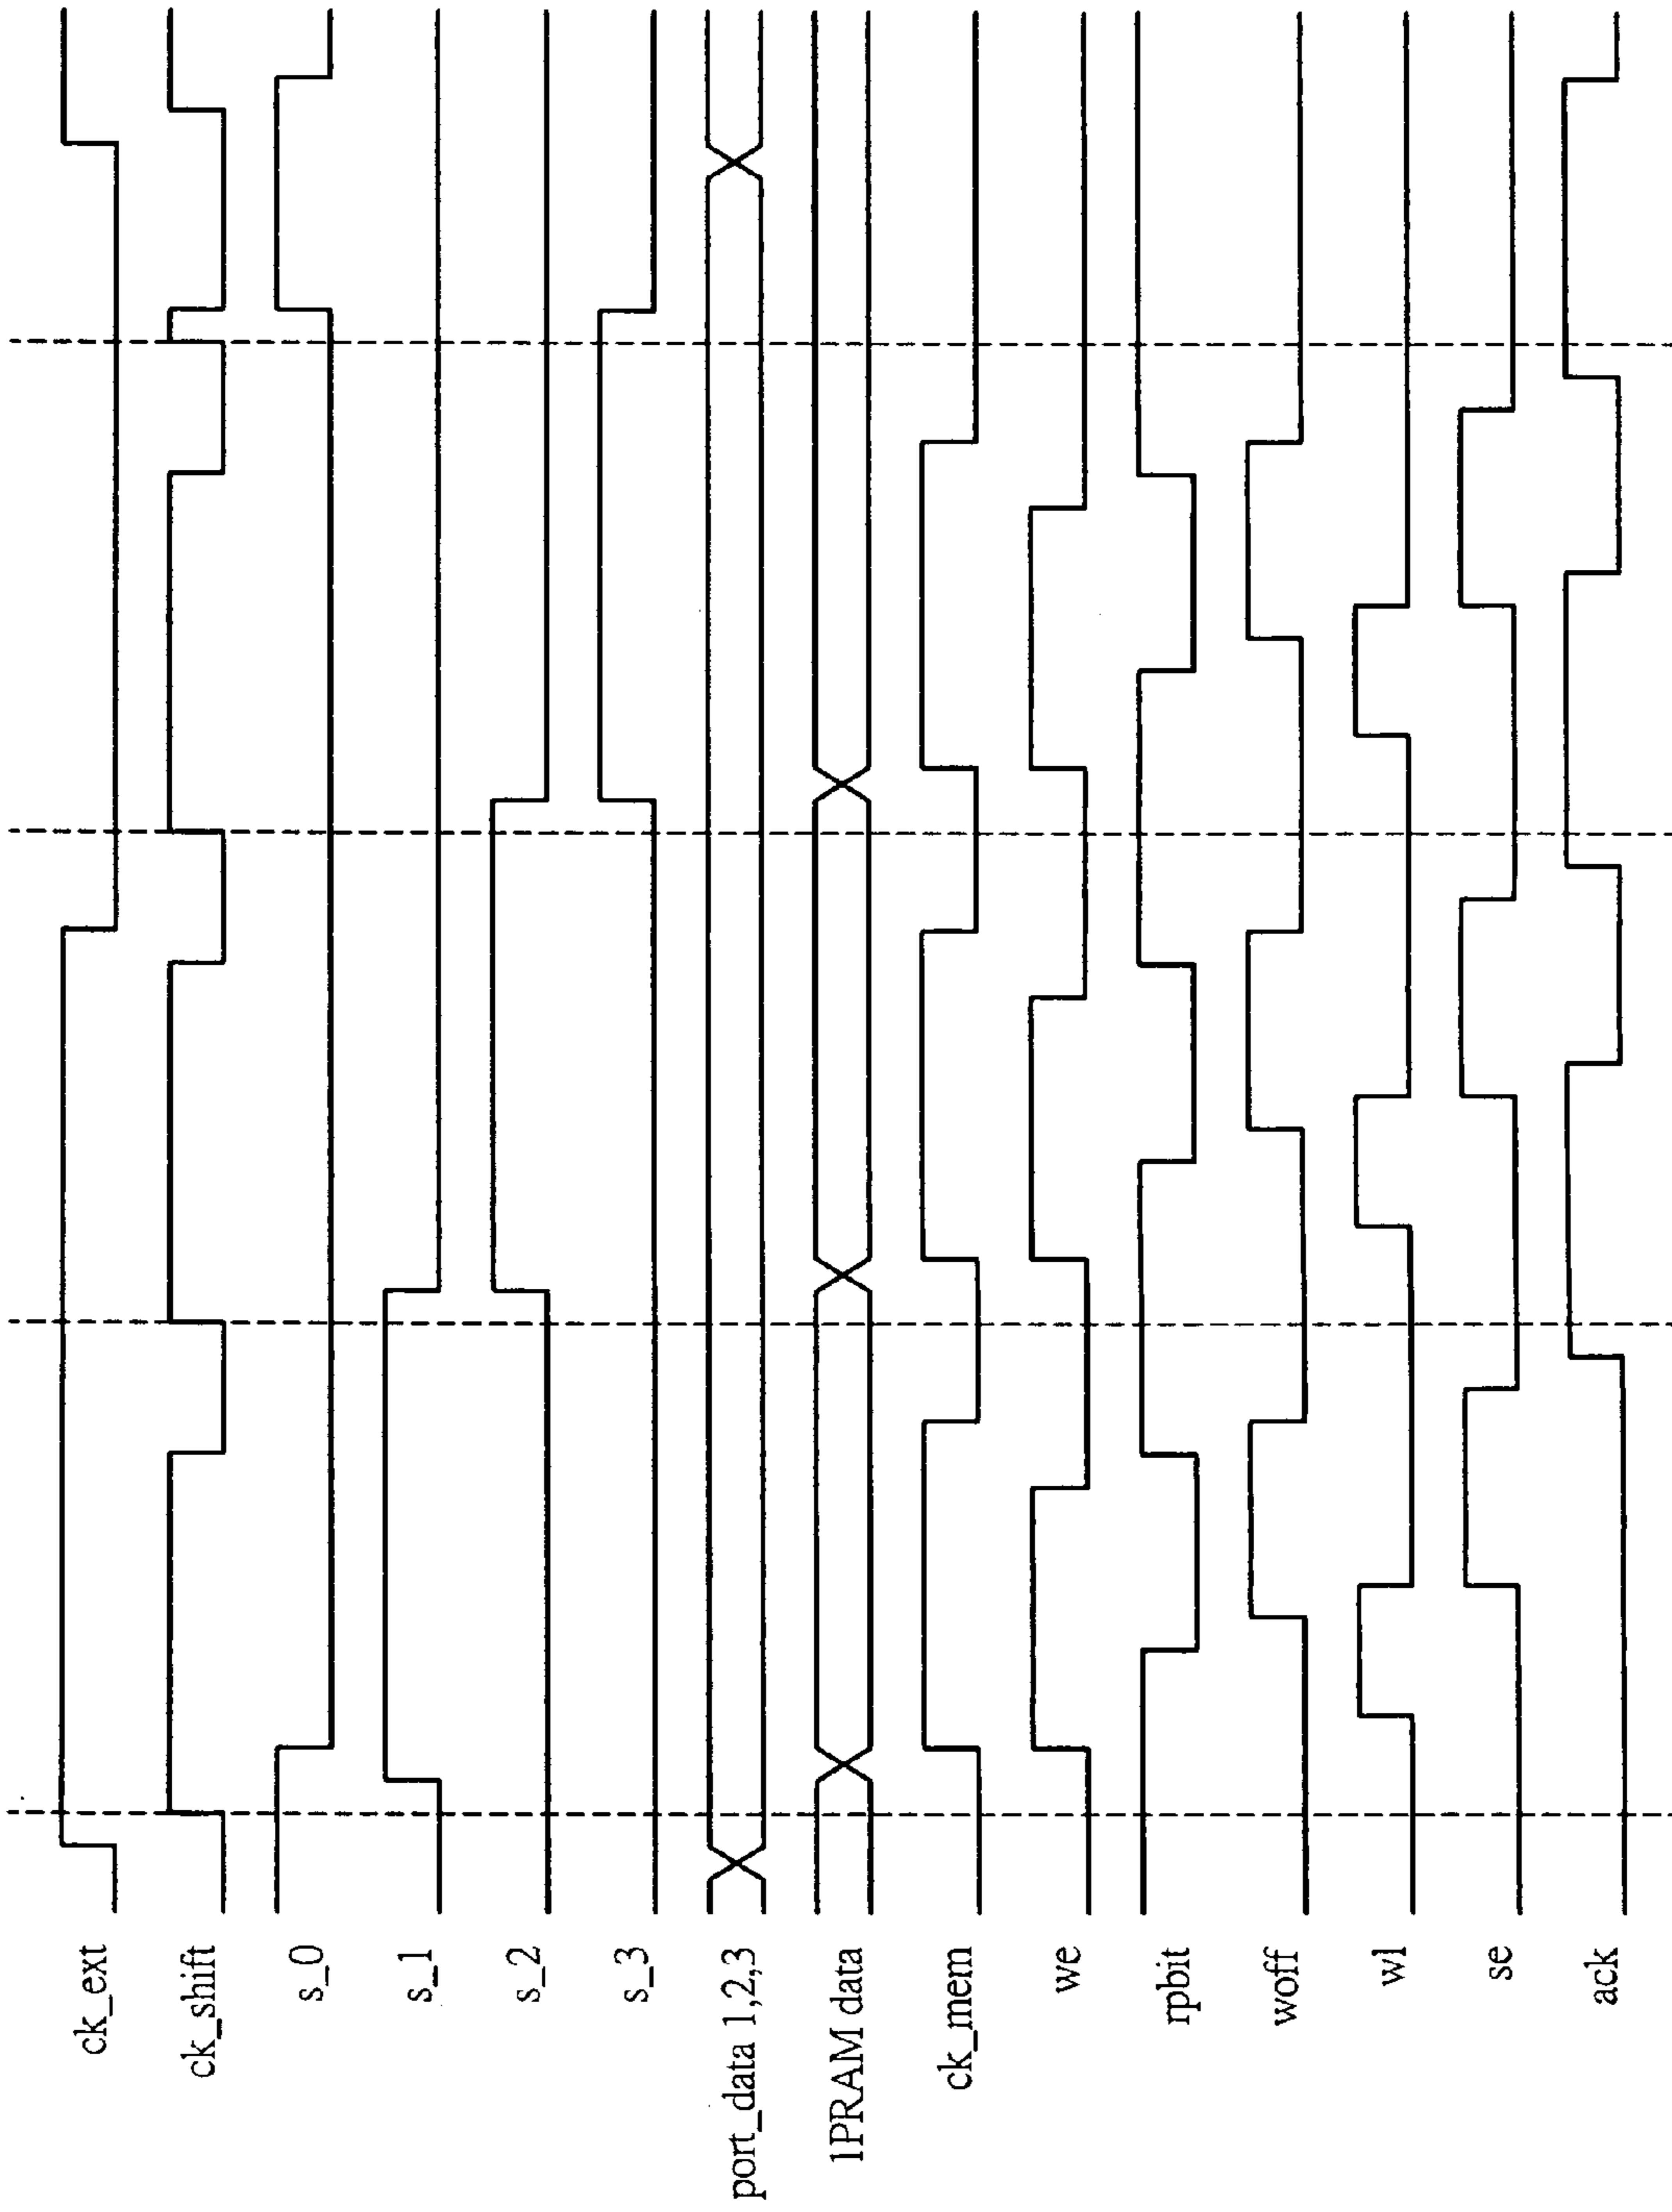 ck_ext
ck_shift
s_0
s_1
s_2
s_3
port_data 1,2,3
1PRAM data
ck_mem
we
rpbit
woff
wl
se
ack